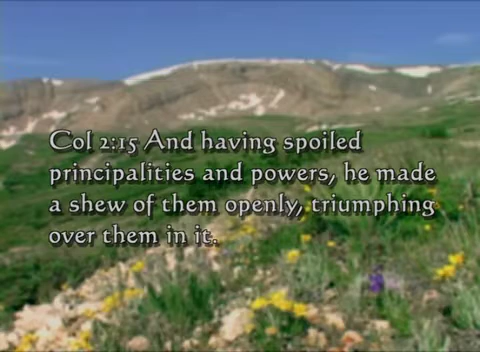 Col 2:15 And having spoiled
principalities and powers, he made
a shew of them openly, triumphing
over them in it.